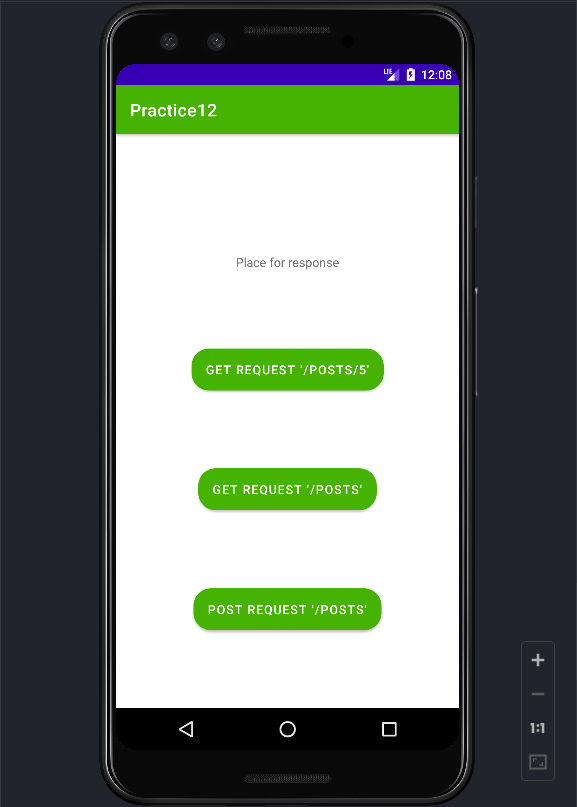 LTE 12:08
Practice12
Place for response
GET REQUEST '/POSTS/5'
GET REQUEST '/POSTS'
POST REQUEST '/POSTS'
1:1